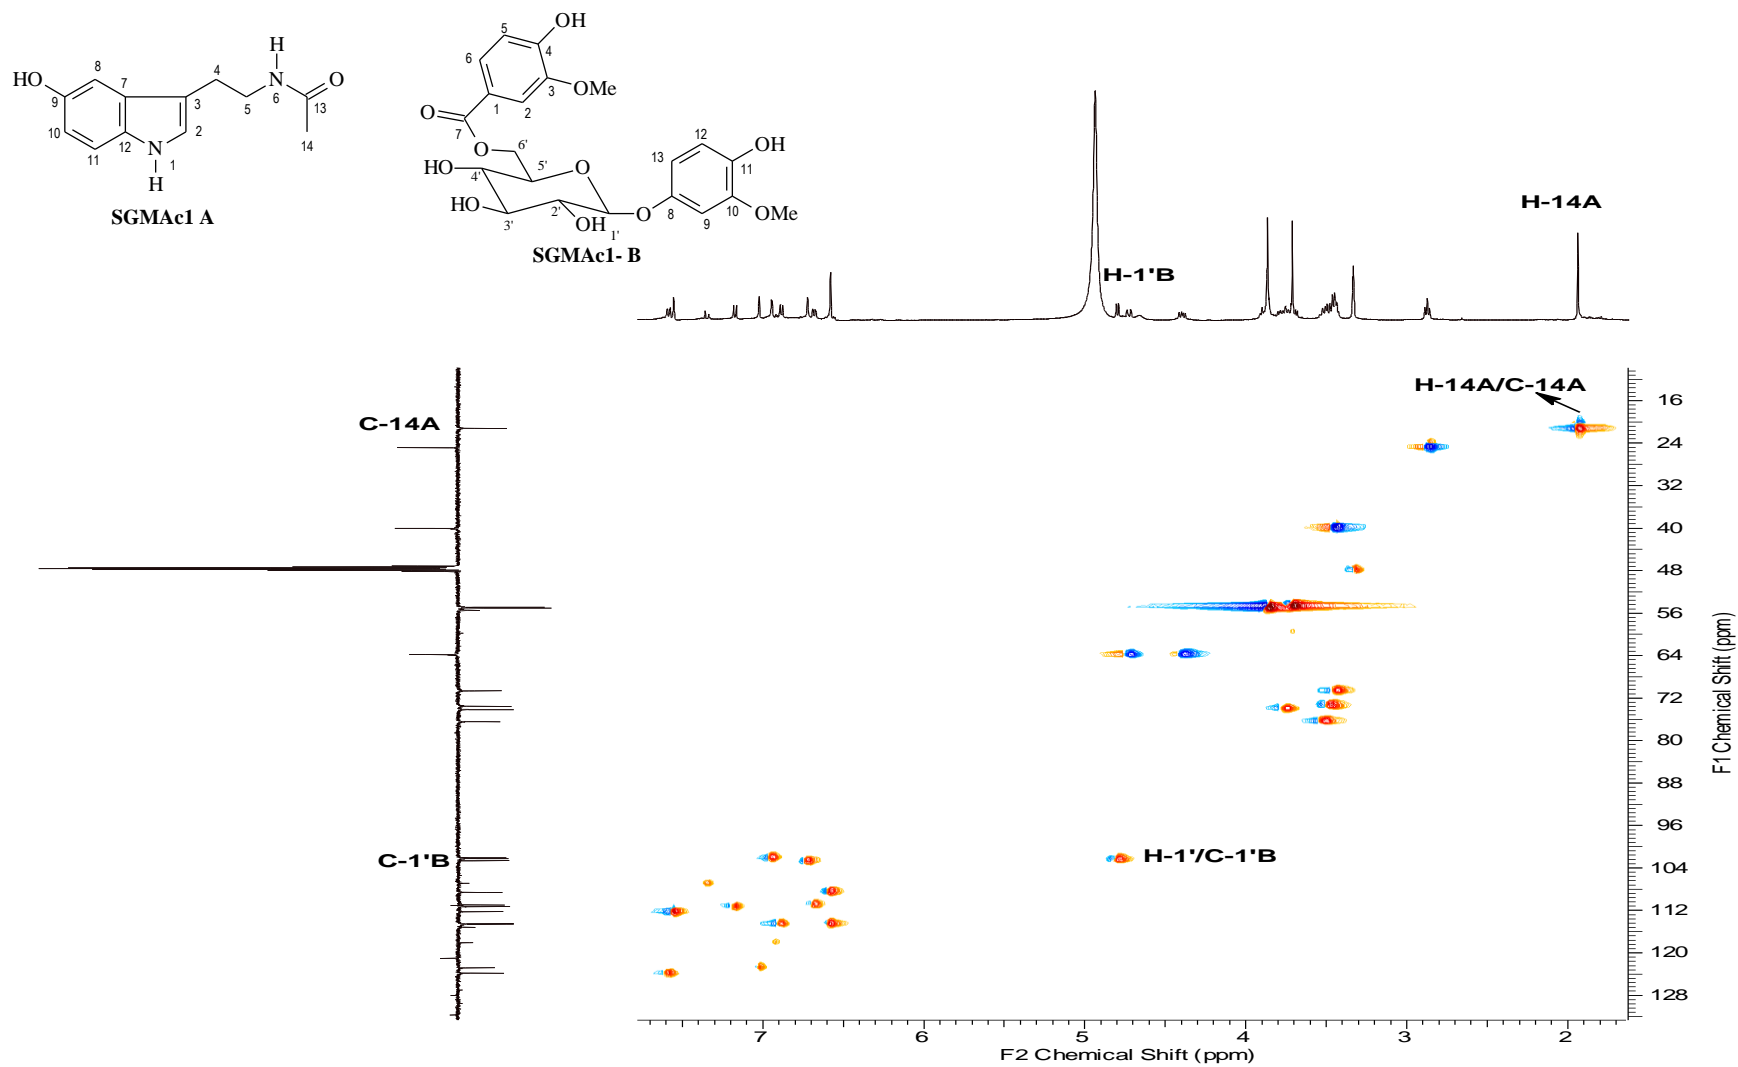 H
N
6
4
5
13
O
14
HO
8
9
7
3
10
2
11
12
N
1
H
SGMAc1 A
OH
5
4
6
3
OMe
1
2
O
7
O
6'
12
OH
13
11
5'
O
HO
4'
10
OMe
HO
2'
O
8
9
3'
OH
1'
SGMAc1- B
H-14A
H-1'B
H-14A/C-14A
C-14A
C-1'B
H-1'/C-1'B
16
24
32
40
48
56
64
72
80
88
96
104
112
120
128
F1 Chemical Shift (ppm)
7 6 5 4 3 2
F2 Chemical Shift (ppm)